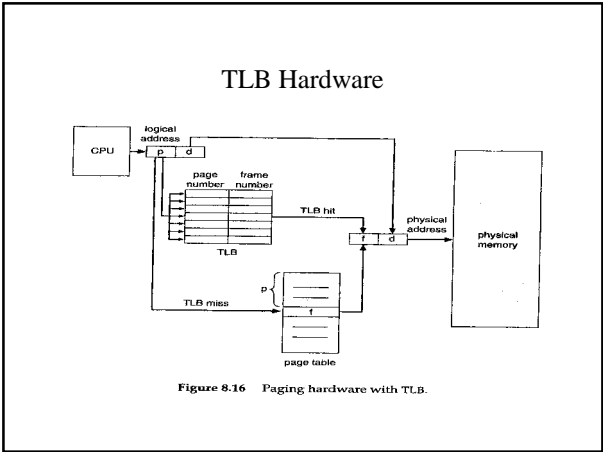 TLB Hardware
logical
address
CPU
p d
page frame
number number
TLB hit
TLB
physical
address
f d
physical
memory
p
TLB miss
f
page table
Figure 8.16 Paging hardware with TLB.